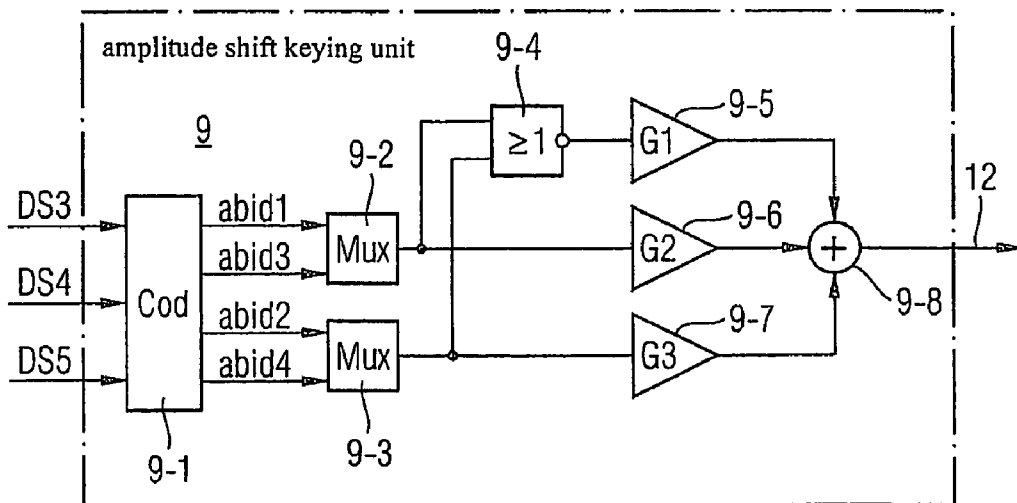 amplitude shift keying unit
9-4
9-5
9
G1
≥1
9-2
12
DS3
abid1
9-6
Mux
G2
+
abid3
DS4
Cod
9-8
abid2
9-7
DS5
Mux
G3
abid4
9-1
9-3